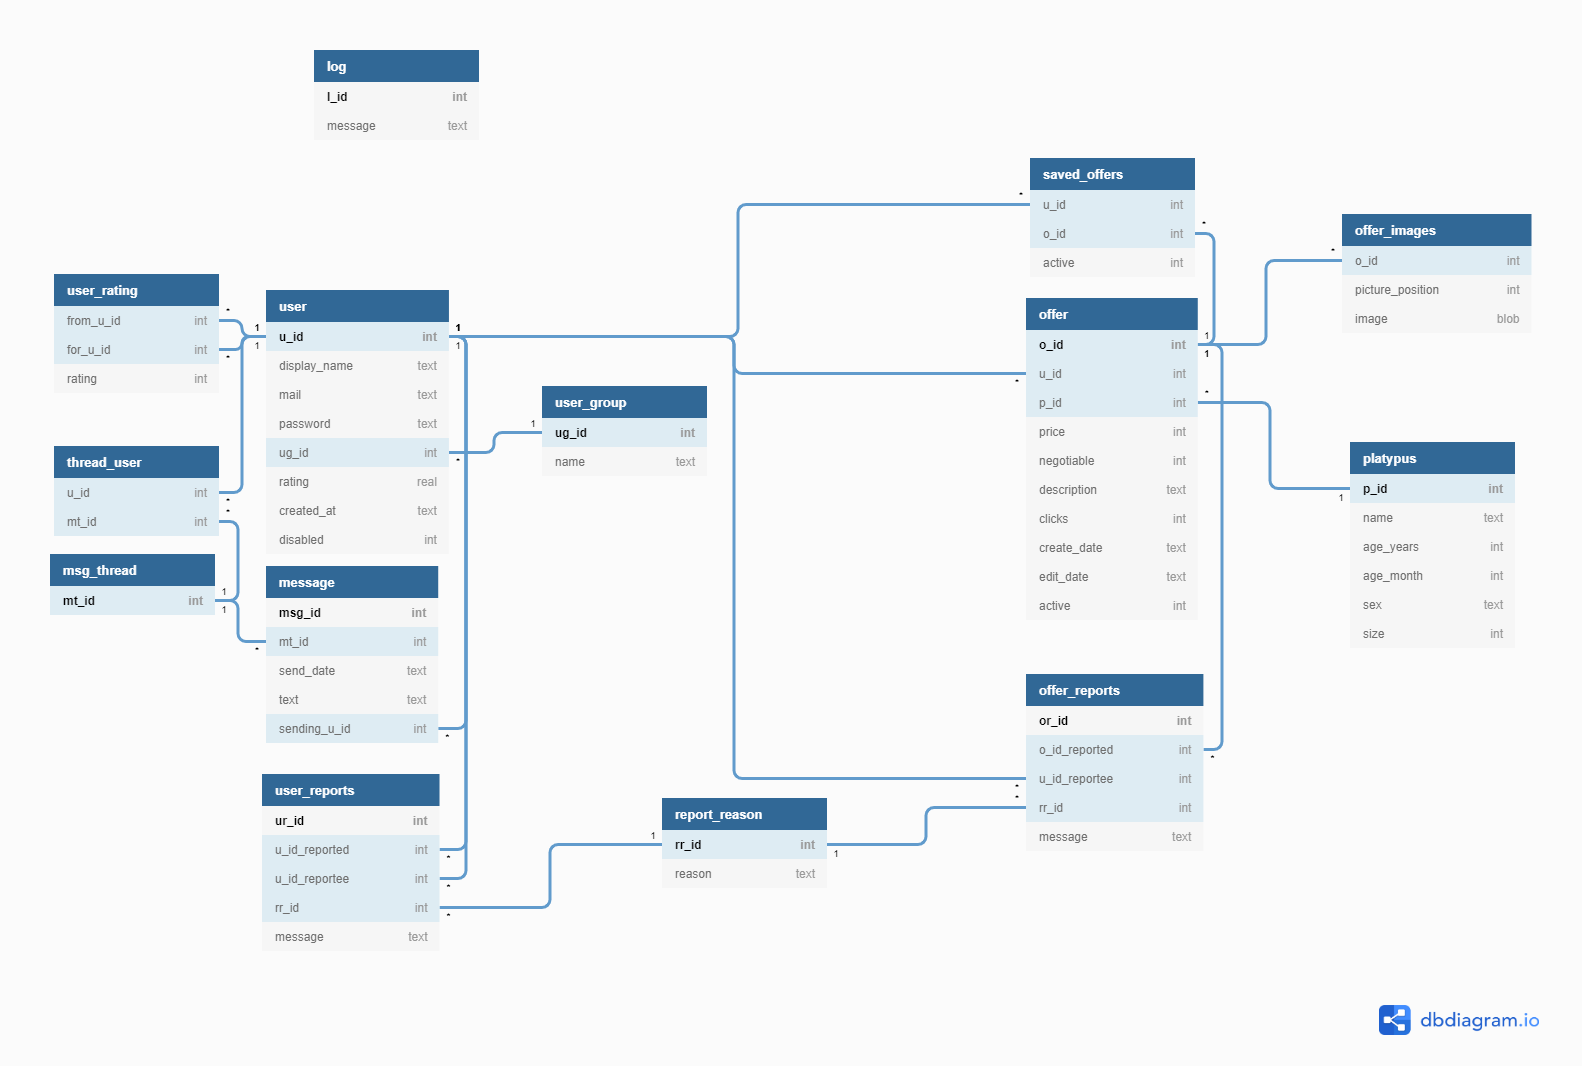 log
l_id int
message text
saved_offers
u_id int
o_id int
active int
offer_images
o_id int
picture_position int
image blob
user_rating
from_u_id int
for_u_id int
rating int
user
u_id int
display_name text
mail text
password text
ug_id int
rating real
created_at text
disabled int
offer
o_id int
u_id int
p_id int
price int
negotiable int
description text
clicks int
create_date text
edit_date text
active int
user_group
ug_id int
name text
thread_user
u_id int
mt_id int
platypus
p_id int
name text
age_years int
age_month int
sex text
size int
msg_thread
mt_id int
message
msg_id int
mt_id int
send_date text
text text
sending_u_id int
offer_reports
or_id int
o_id_reported int
u_id_reportee int
rr_id int
message text
user_reports
ur_id int
u_id_reported int
u_id_reportee int
rr_id int
message text
report_reason
rr_id int
reason text
1
*
1
*
1
*
1
*
1
*
1
*
1
*
1
*
1
*
1
*
dbdiagram.io